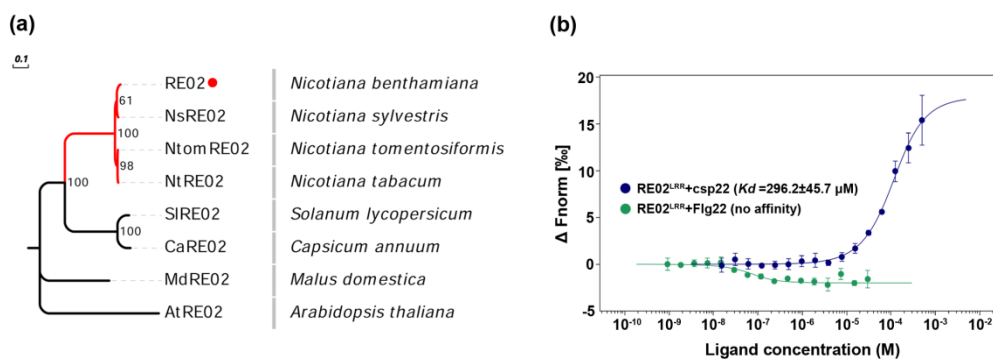 (a)
0.1
RE02 Nicotiana benthamiana
61
NsRE02 Nicotiana sylvestris
100
NtomRE02 Nicotiana tomentosiformis
98
NtRE02 Nicotiana tabacum
100
SlRE02 Solanum lycopersicum
100
CaRE02 Capsicum annuum
MdRE02 Malus domestica
AtRE02 Arabidopsis thaliana
(b)
Δ Fnorm [‰]
20
15
10
5
0
-5
RE02ᴸᴿᴿ+csp22 (Kd =296.2±45.7 μM)
RE02ᴸᴿᴿ+Flg22 (no affinity)
10⁻¹⁰ 10⁻⁹ 10⁻⁸ 10⁻⁷ 10⁻⁶ 10⁻⁵ 10⁻⁴ 10⁻³ 10⁻²
Ligand concentration (M)